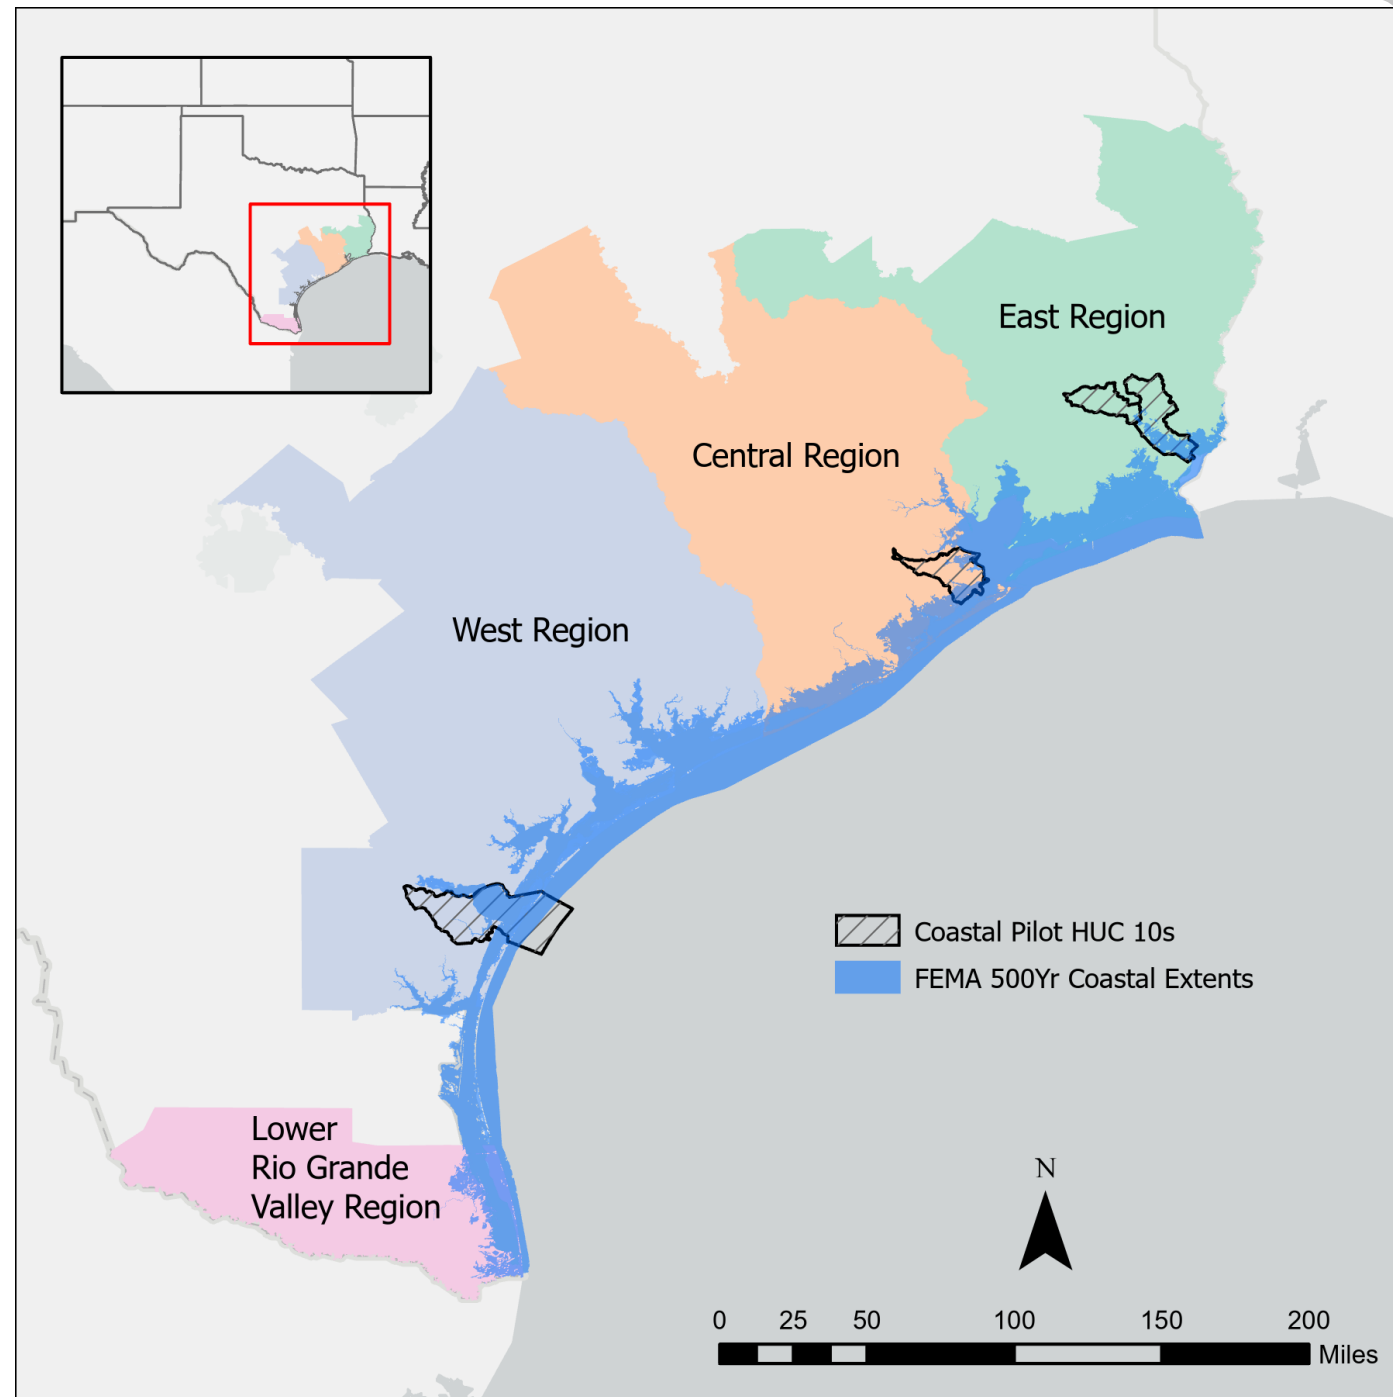 East Region
Central Region
West Region
Coastal Pilot HUC 10s
FEMA 500Yr Coastal Extents
Lower
Rio Grande
Valley Region
N
0 25 50 100 150 200
Miles